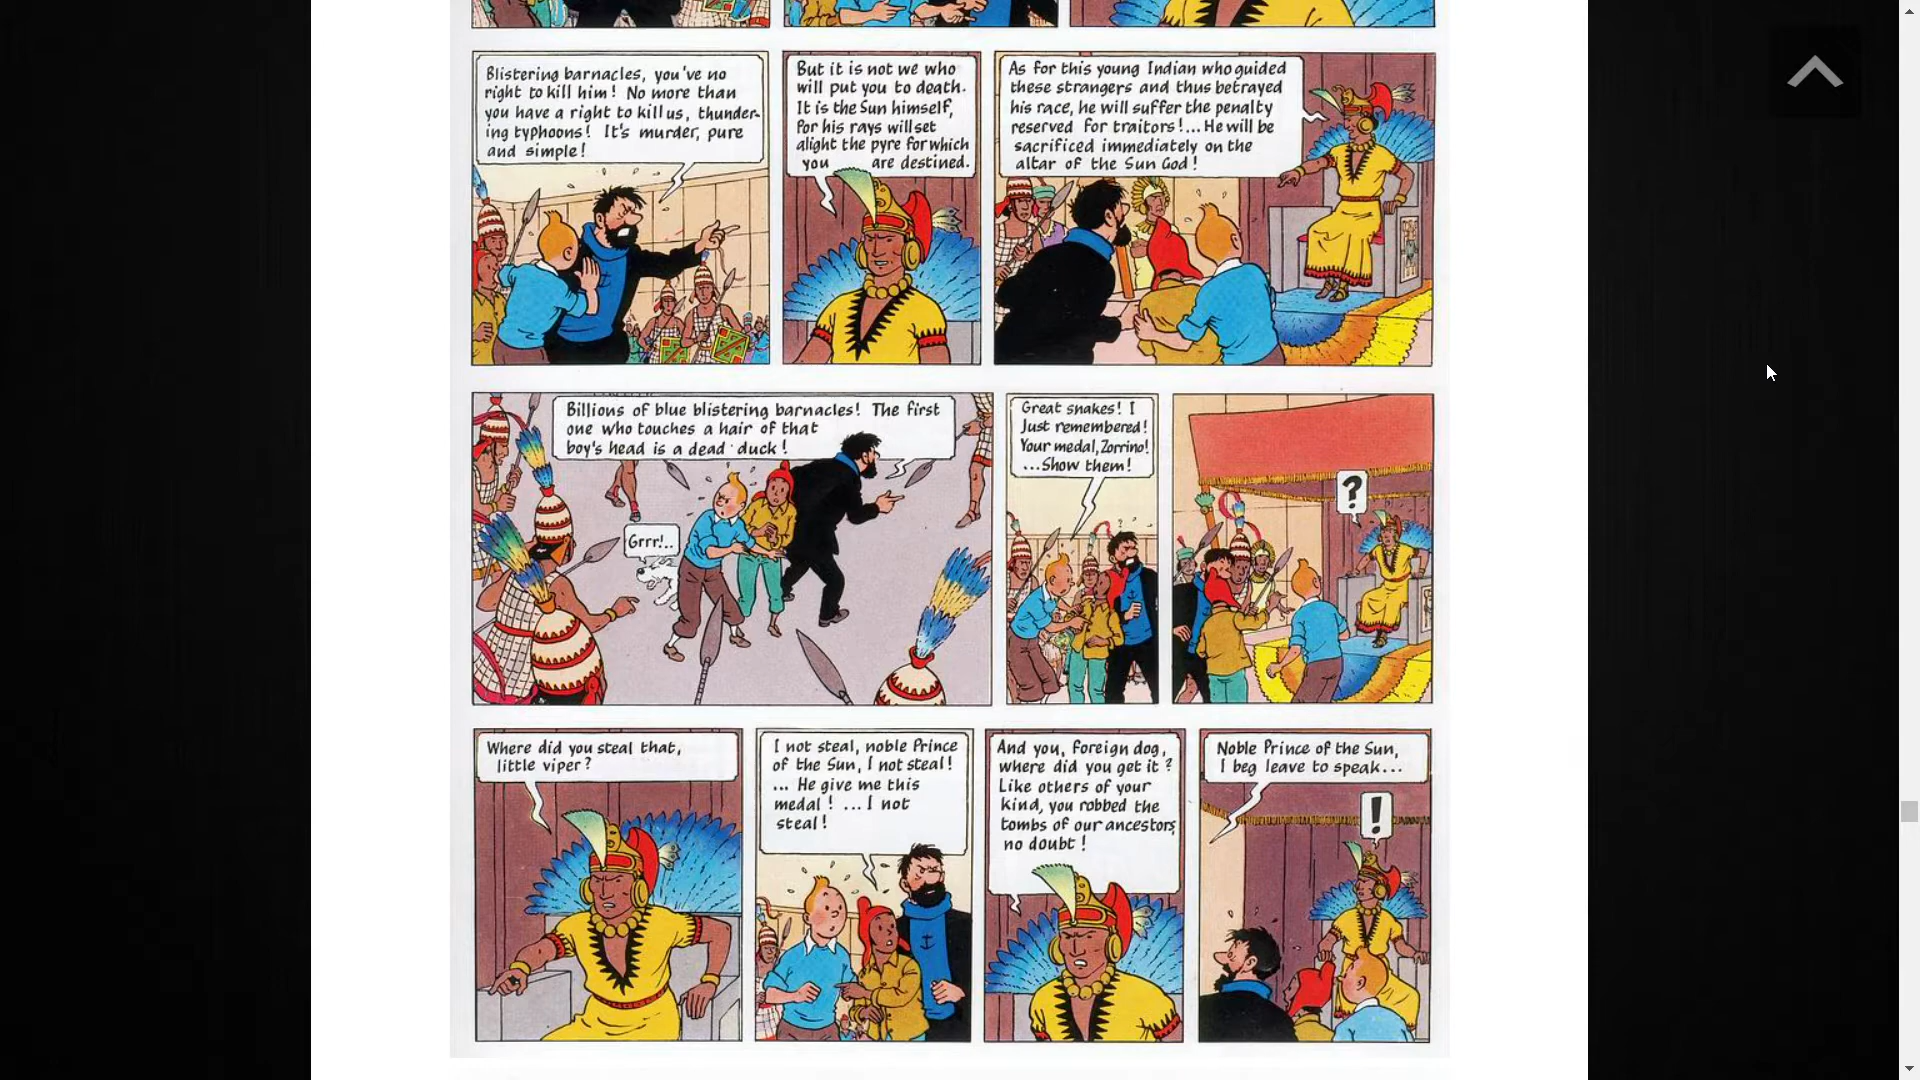 Blistering barnacles, you've no
right to kill him! No more than
you have a right to kill us, thunder-
ing typhoons! It's murder, pure
and simple!
But it is not we who
will put you to death.
It is the Sun himself,
for his rays will set
alight the pyre for which
you are destined.
As for this young Indian who guided
these strangers and thus betrayed
his race, he will suffer the penalty
reserved for traitors!... He will be
sacrificed immediately on the
altar of the Sun God!
Billions of blue blistering barnacles! The first
one who touches a hair of that
boy's head is a dead duck!
Grrr!..
Great snakes! I
Just remembered!
Your medal, Zorrino!
...Show them!
?
Where did you steal that,
little viper?
I not steal, noble Prince
of the Sun, I not steal!
... He give me this
medal! ... I not
steal!
And you, foreign dog,
where did you get it?
Like others of your
kind, you robbed the
tombs of our ancestors,
no doubt!
Noble Prince of the Sun,
I beg leave to speak...
!